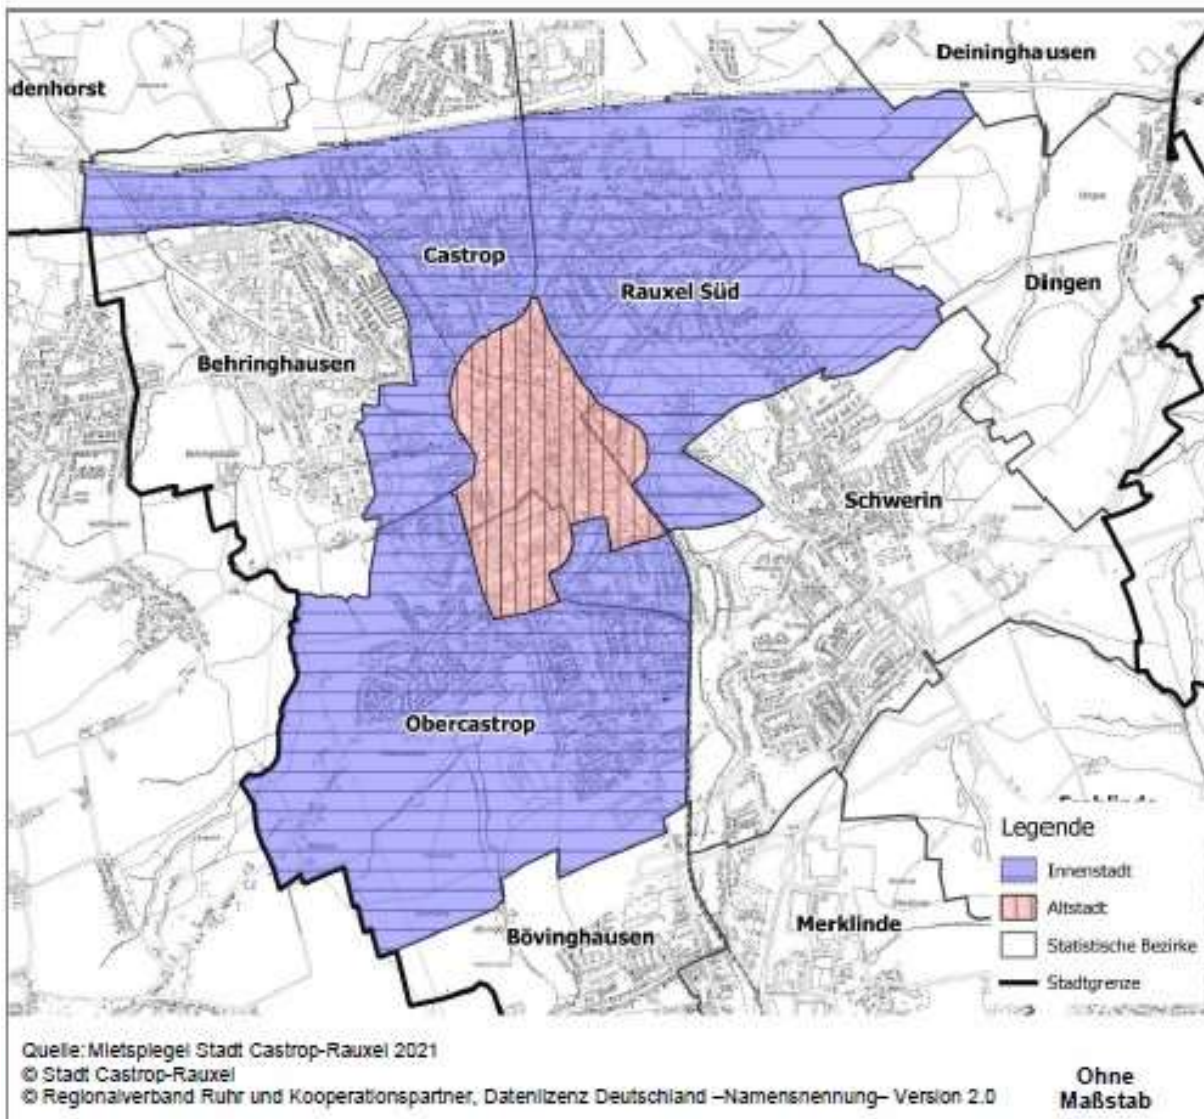 Deininghausen
denhorst
Castrop
Rauxel Süd
Dingen
Behringhausen
Schwerin
Obercastrop
Bövinghausen
Merklinde
Legende
Innenstadt
Altstadt
Statistische Bezirke
Stadtgrenze
Quelle: Mietspiegel Stadt Castrop-Rauxel 2021
© Stadt Castrop-Rauxel
© Regionalverband Ruhr und Kooperationspartner, Datenlizenz Deutschland –Namensnennung– Version 2.0
Ohne
Maßstab